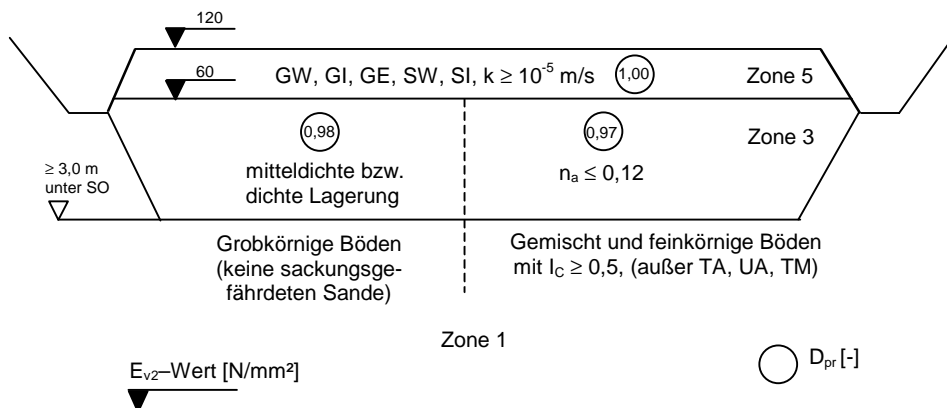 120
60
GW, GI, GE, SW, SI, k ≥ 10⁻⁵ m/s
1,00
Zone 5
0,98
0,97
Zone 3
mitteldichte bzw.
dichte Lagerung
nₐ ≤ 0,12
≥ 3,0 m
unter SO
Grobkörnige Böden
(keine sackungsge-
fährdeten Sande)
Gemischt und feinkörnige Böden
mit I_C ≥ 0,5, (außer TA, UA, TM)
Zone 1
E_v2–Wert [N/mm²]
D_pr [-]